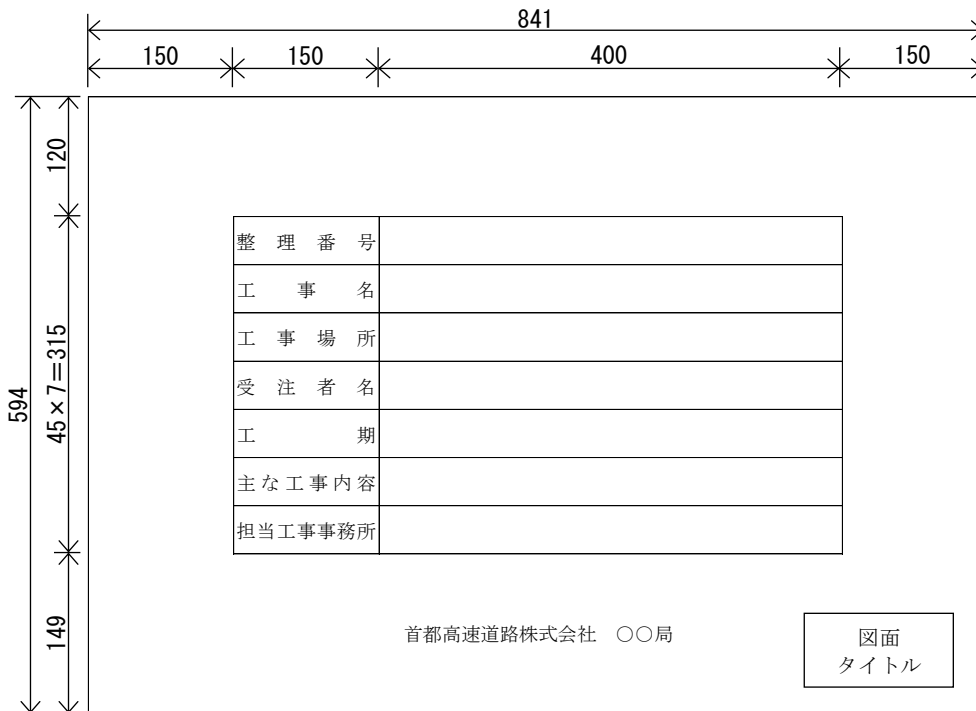 841
150 150 400 150
120
594
45×7=315
149
整理番号
工事名
工事場所
受注者名
工期
主な工事内容
担当工事事務所
首都高速道路株式会社　○○局
図面
タイトル